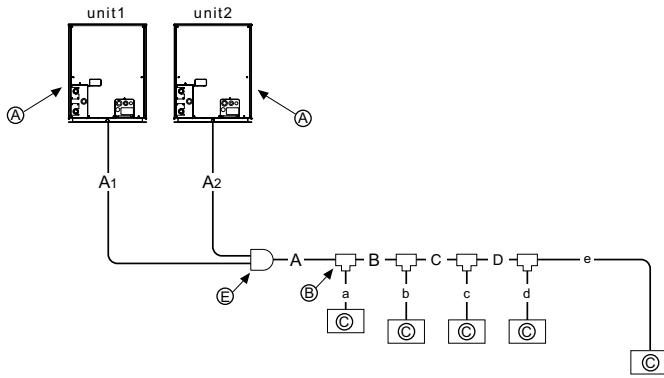 unit1 unit2
Ⓐ Ⓐ
A1 A2
A B C D e
Ⓔ Ⓑ a b c d
Ⓒ Ⓒ Ⓒ Ⓒ
Ⓒ